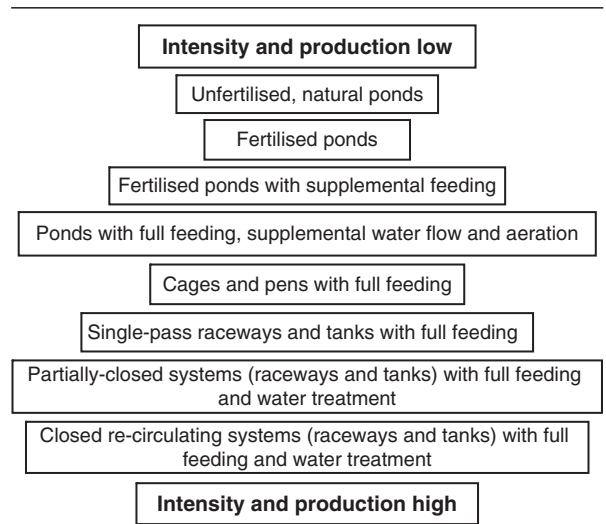 Intensity and production low
Unfertilised, natural ponds
Fertilised ponds
Fertilised ponds with supplemental feeding
Ponds with full feeding, supplemental water flow and aeration
Cages and pens with full feeding
Single-pass raceways and tanks with full feeding
Partially-closed systems (raceways and tanks) with full feeding
and water treatment
Closed re-circulating systems (raceways and tanks) with full
feeding and water treatment
Intensity and production high